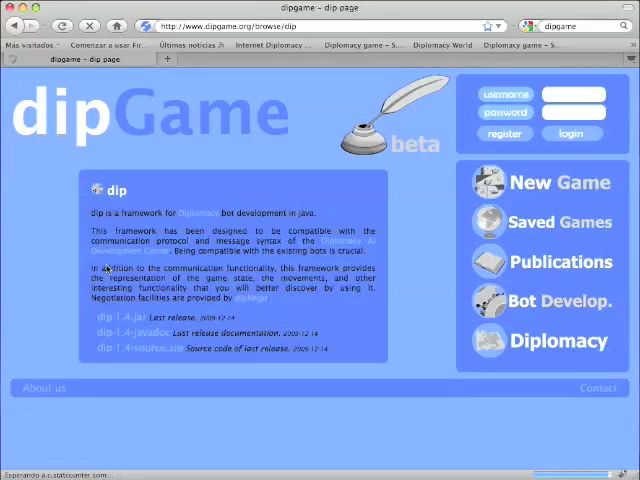 dipgame - dip page
http://www.dipgame.org/browse/dip
dipgame
Más visitados
Comenzar a usar Fir...
Últimas noticias
Internet Diplomacy ...
Diplomacy game - S...
Diplomacy World
Diplomacy game - S...
dipgame - dip page
dipGame
beta
username
password
register login
dip
dip is a framework for Diplomacy bot development in java.
This framework has been designed to be compatible with the
communication protocol and message syntax of the Diplomacy AI
Development Center. Being compatible with the existing bots is crucial.
In addition to the communication functionality, this framework provides
the representation of the game state, the movements, and other
interesting functionality that you will better discover by using it.
Negotiation facilities are provided by dipNego.
dip-1.4.jar Last release. 2009-12-14
dip-1.4-javadoc Last release documentation. 2009-12-14
dip-1.4-source.zip Source code of last release. 2009-12-14
New Game
Saved Games
Publications
Bot Develop.
Diplomacy
About us
Contact
Esperando a c.statcounter.com...